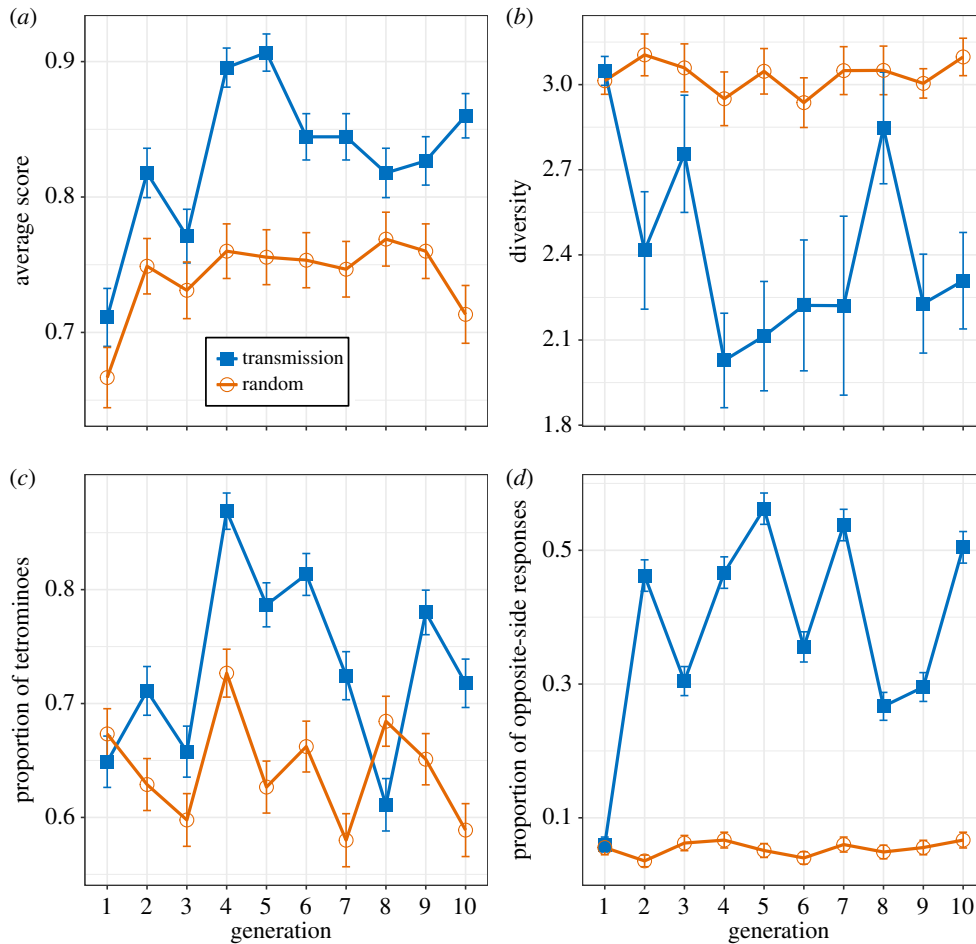 (a)
average score
0.9
0.8
0.7
transmission
random
(b)
diversity
3.0
2.7
2.4
2.1
1.8
(c)
proportion of tetrominoes
0.8
0.7
0.6
1 2 3 4 5 6 7 8 9 10
generation
(d)
proportion of opposite-side responses
0.5
0.3
0.1
1 2 3 4 5 6 7 8 9 10
generation